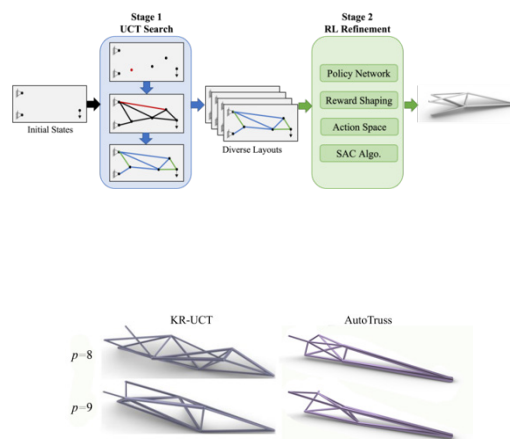 Stage 1
UCT Search
Stage 2
RL Refinement
Policy Network
Reward Shaping
Action Space
SAC Algo.
Initial States
Diverse Layouts
KR-UCT
AutoTruss
p=8
p=9